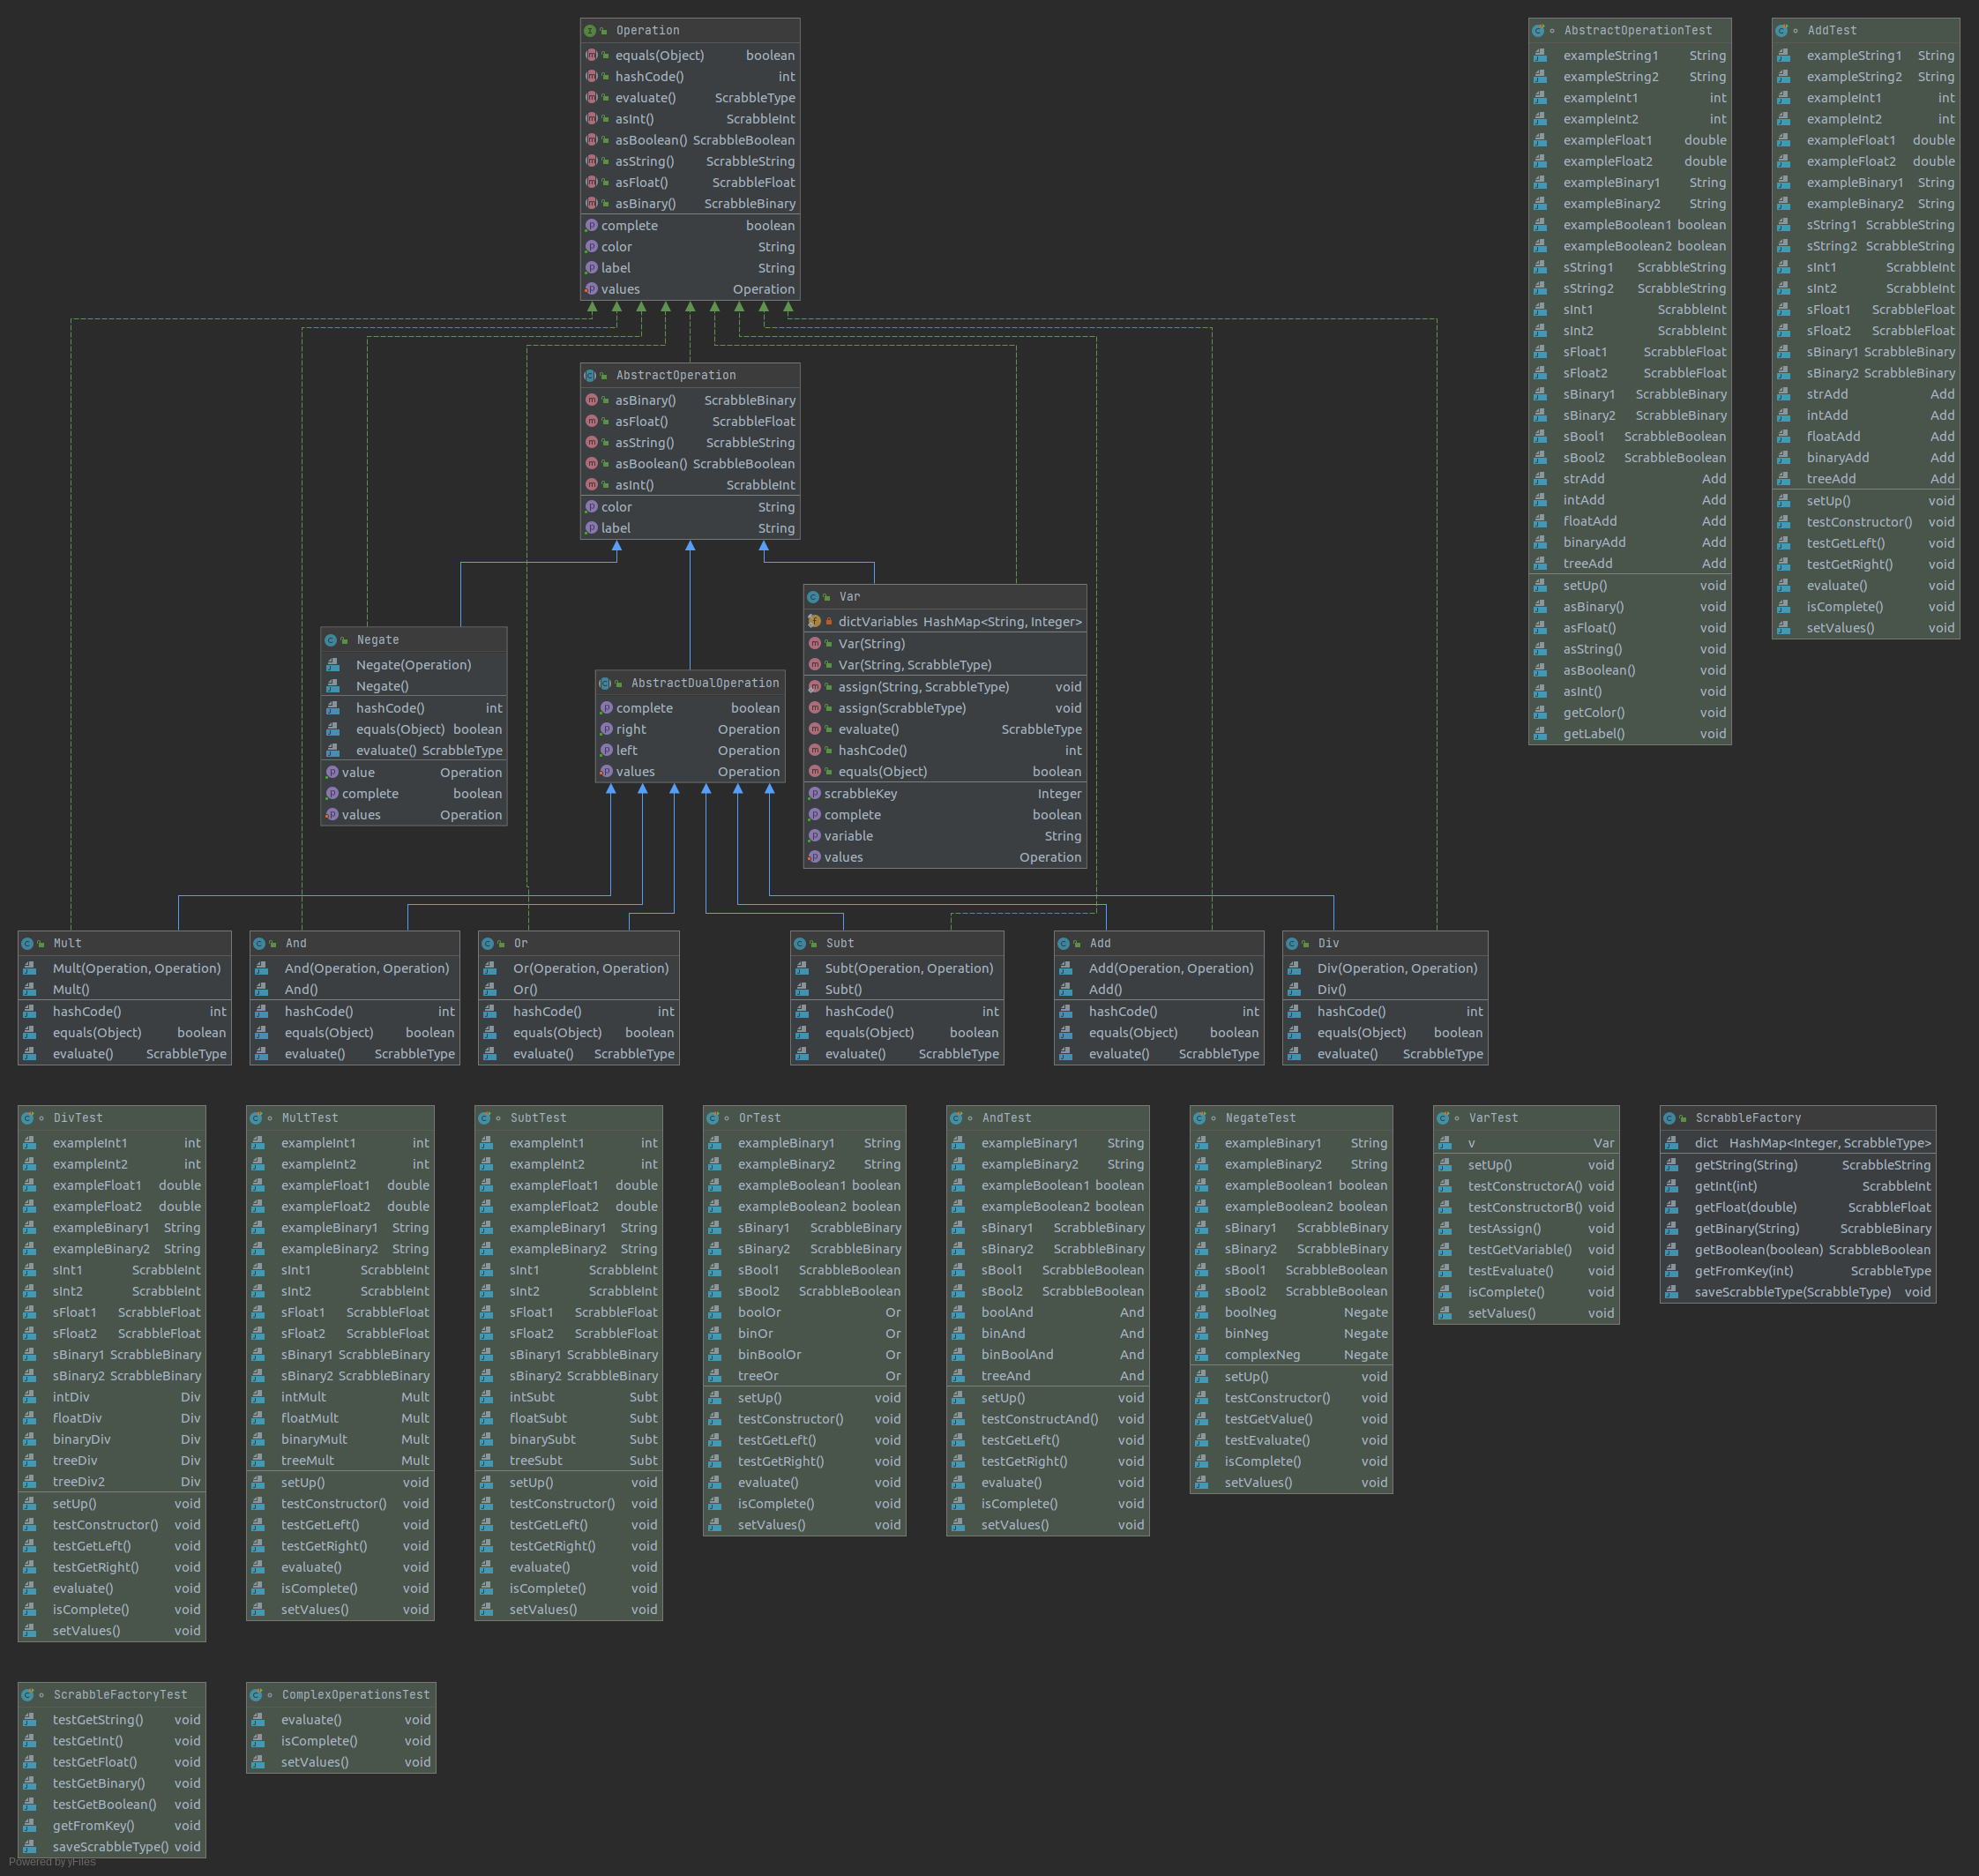 Operation
equals(Object) boolean
hashCode() int
evaluate() ScrabbleType
asInt() ScrabbleInt
asBoolean() ScrabbleBoolean
asString() ScrabbleString
asFloat() ScrabbleFloat
asBinary() ScrabbleBinary
complete boolean
color String
label String
values Operation
AbstractOperationTest
exampleString1 String
exampleString2 String
exampleInt1 int
exampleInt2 int
exampleFloat1 double
exampleFloat2 double
exampleBinary1 String
exampleBinary2 String
exampleBoolean1 boolean
exampleBoolean2 boolean
sString1 ScrabbleString
sString2 ScrabbleString
sInt1 ScrabbleInt
sInt2 ScrabbleInt
sFloat1 ScrabbleFloat
sFloat2 ScrabbleFloat
sBinary1 ScrabbleBinary
sBinary2 ScrabbleBinary
sBool1 ScrabbleBoolean
sBool2 ScrabbleBoolean
strAdd Add
intAdd Add
floatAdd Add
binaryAdd Add
treeAdd Add
setUp() void
asBinary() void
asFloat() void
asString() void
asBoolean() void
asInt() void
getColor() void
getLabel() void
AddTest
exampleString1 String
exampleString2 String
exampleInt1 int
exampleInt2 int
exampleFloat1 double
exampleFloat2 double
exampleBinary1 String
exampleBinary2 String
sString1 ScrabbleString
sString2 ScrabbleString
sInt1 ScrabbleInt
sInt2 ScrabbleInt
sFloat1 ScrabbleFloat
sFloat2 ScrabbleFloat
sBinary1 ScrabbleBinary
sBinary2 ScrabbleBinary
strAdd Add
intAdd Add
floatAdd Add
binaryAdd Add
treeAdd Add
setUp() void
testConstructor() void
testGetLeft() void
testGetRight() void
evaluate() void
isComplete() void
setValues() void
AbstractOperation
asBinary() ScrabbleBinary
asFloat() ScrabbleFloat
asString() ScrabbleString
asBoolean() ScrabbleBoolean
asInt() ScrabbleInt
color String
label String
Negate
Negate(Operation)
Negate()
hashCode() int
equals(Object) boolean
evaluate() ScrabbleType
value Operation
complete boolean
values Operation
AbstractDualOperation
complete boolean
right Operation
left Operation
values Operation
Var
dictVariables HashMap<String, Integer>
Var(String)
Var(String, ScrabbleType)
assign(String, ScrabbleType) void
assign(ScrabbleType) void
evaluate() ScrabbleType
hashCode() int
equals(Object) boolean
scrabbleKey Integer
complete boolean
variable String
values Operation
Mult
Mult(Operation, Operation)
Mult()
hashCode() int
equals(Object) boolean
evaluate() ScrabbleType
And
And(Operation, Operation)
And()
hashCode() int
equals(Object) boolean
evaluate() ScrabbleType
Or
Or(Operation, Operation)
Or()
hashCode() int
equals(Object) boolean
evaluate() ScrabbleType
Subt
Subt(Operation, Operation)
Subt()
hashCode() int
equals(Object) boolean
evaluate() ScrabbleType
Add
Add(Operation, Operation)
Add()
hashCode() int
equals(Object) boolean
evaluate() ScrabbleType
Div
Div(Operation, Operation)
Div()
hashCode() int
equals(Object) boolean
evaluate() ScrabbleType
DivTest
exampleInt1 int
exampleInt2 int
exampleFloat1 double
exampleFloat2 double
exampleBinary1 String
exampleBinary2 String
sInt1 ScrabbleInt
sInt2 ScrabbleInt
sFloat1 ScrabbleFloat
sFloat2 ScrabbleFloat
sBinary1 ScrabbleBinary
sBinary2 ScrabbleBinary
intDiv Div
floatDiv Div
binaryDiv Div
treeDiv Div
treeDiv2 Div
setUp() void
testConstructor() void
testGetLeft() void
testGetRight() void
evaluate() void
isComplete() void
setValues() void
MultTest
exampleInt1 int
exampleInt2 int
exampleFloat1 double
exampleFloat2 double
exampleBinary1 String
exampleBinary2 String
sInt1 ScrabbleInt
sInt2 ScrabbleInt
sFloat1 ScrabbleFloat
sFloat2 ScrabbleFloat
sBinary1 ScrabbleBinary
sBinary2 ScrabbleBinary
intMult Mult
floatMult Mult
binaryMult Mult
treeMult Mult
setUp() void
testConstructor() void
testGetLeft() void
testGetRight() void
evaluate() void
isComplete() void
setValues() void
SubtTest
exampleInt1 int
exampleInt2 int
exampleFloat1 double
exampleFloat2 double
exampleBinary1 String
exampleBinary2 String
sInt1 ScrabbleInt
sInt2 ScrabbleInt
sFloat1 ScrabbleFloat
sFloat2 ScrabbleFloat
sBinary1 ScrabbleBinary
sBinary2 ScrabbleBinary
intSubt Subt
floatSubt Subt
binarySubt Subt
treeSubt Subt
setUp() void
testConstructor() void
testGetLeft() void
testGetRight() void
evaluate() void
isComplete() void
setValues() void
OrTest
exampleBinary1 String
exampleBinary2 String
exampleBoolean1 boolean
exampleBoolean2 boolean
sBinary1 ScrabbleBinary
sBinary2 ScrabbleBinary
sBool1 ScrabbleBoolean
sBool2 ScrabbleBoolean
boolOr Or
binOr Or
binBoolOr Or
treeOr Or
setUp() void
testConstructor() void
testGetLeft() void
testGetRight() void
evaluate() void
isComplete() void
setValues() void
AndTest
exampleBinary1 String
exampleBinary2 String
exampleBoolean1 boolean
exampleBoolean2 boolean
sBinary1 ScrabbleBinary
sBinary2 ScrabbleBinary
sBool1 ScrabbleBoolean
sBool2 ScrabbleBoolean
boolAnd And
binAnd And
binBoolAnd And
treeAnd And
setUp() void
testConstructAnd() void
testGetLeft() void
testGetRight() void
evaluate() void
isComplete() void
setValues() void
NegateTest
exampleBinary1 String
exampleBinary2 String
exampleBoolean1 boolean
exampleBoolean2 boolean
sBinary1 ScrabbleBinary
sBinary2 ScrabbleBinary
sBool1 ScrabbleBoolean
sBool2 ScrabbleBoolean
boolNeg Negate
binNeg Negate
complexNeg Negate
setUp() void
testConstructor() void
testGetValue() void
testEvaluate() void
isComplete() void
setValues() void
VarTest
v Var
setUp() void
testConstructorA() void
testConstructorB() void
testAssign() void
testGetVariable() void
testEvaluate() void
isComplete() void
setValues() void
ScrabbleFactory
dict HashMap<Integer, ScrabbleType>
getString(String) ScrabbleString
getInt(int) ScrabbleInt
getFloat(double) ScrabbleFloat
getBinary(String) ScrabbleBinary
getBoolean(boolean) ScrabbleBoolean
getFromKey(int) ScrabbleType
saveScrabbleType(ScrabbleType) void
ScrabbleFactoryTest
testGetString() void
testGetInt() void
testGetFloat() void
testGetBinary() void
testGetBoolean() void
getFromKey() void
saveScrabbleType() void
ComplexOperationsTest
evaluate() void
isComplete() void
setValues() void
Powered by yFiles